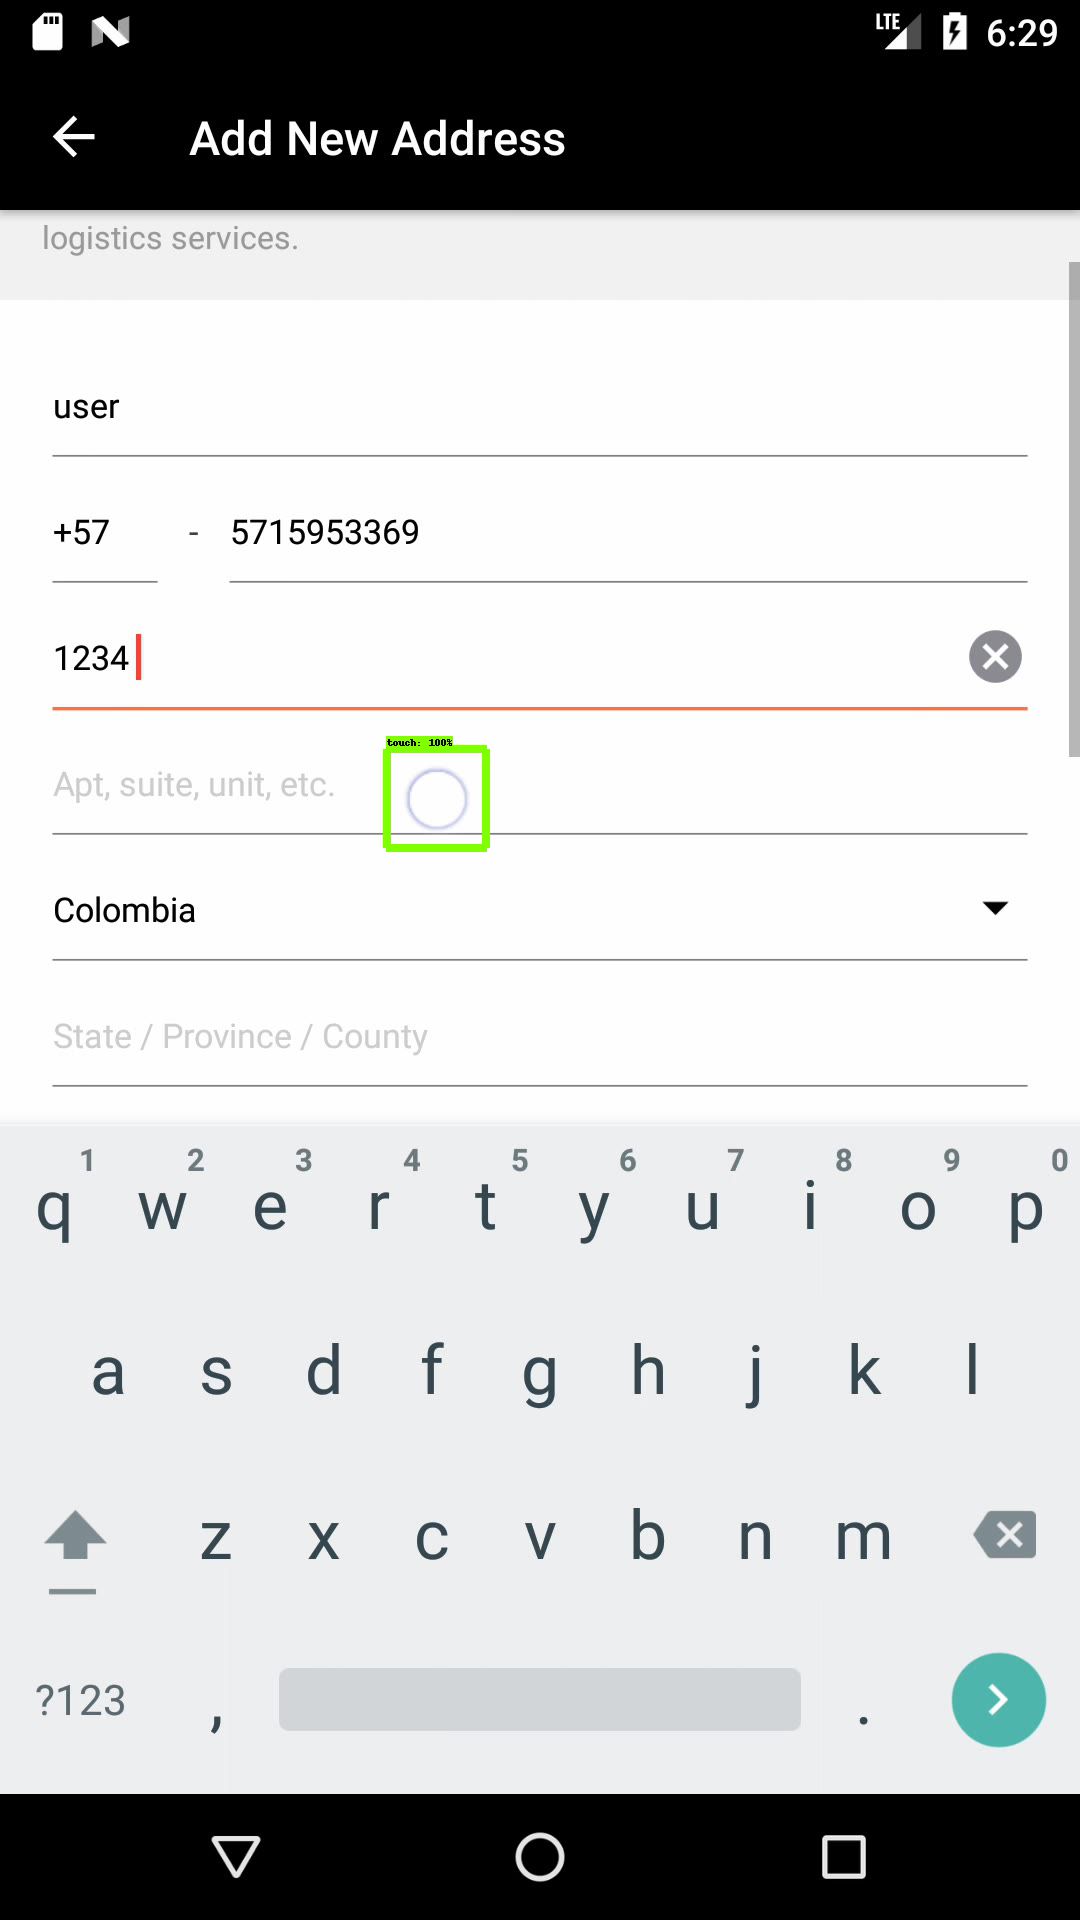 LTE 6:29
Add New Address
logistics services.
user
+57 - 5715953369
1234
touch: 100%
Apt, suite, unit, etc.
Colombia
State / Province / County
1 2 3 4 5 6 7 8 9 0
q w e r t y u i o p
a s d f g h j k l
z x c v b n m
?123 , .